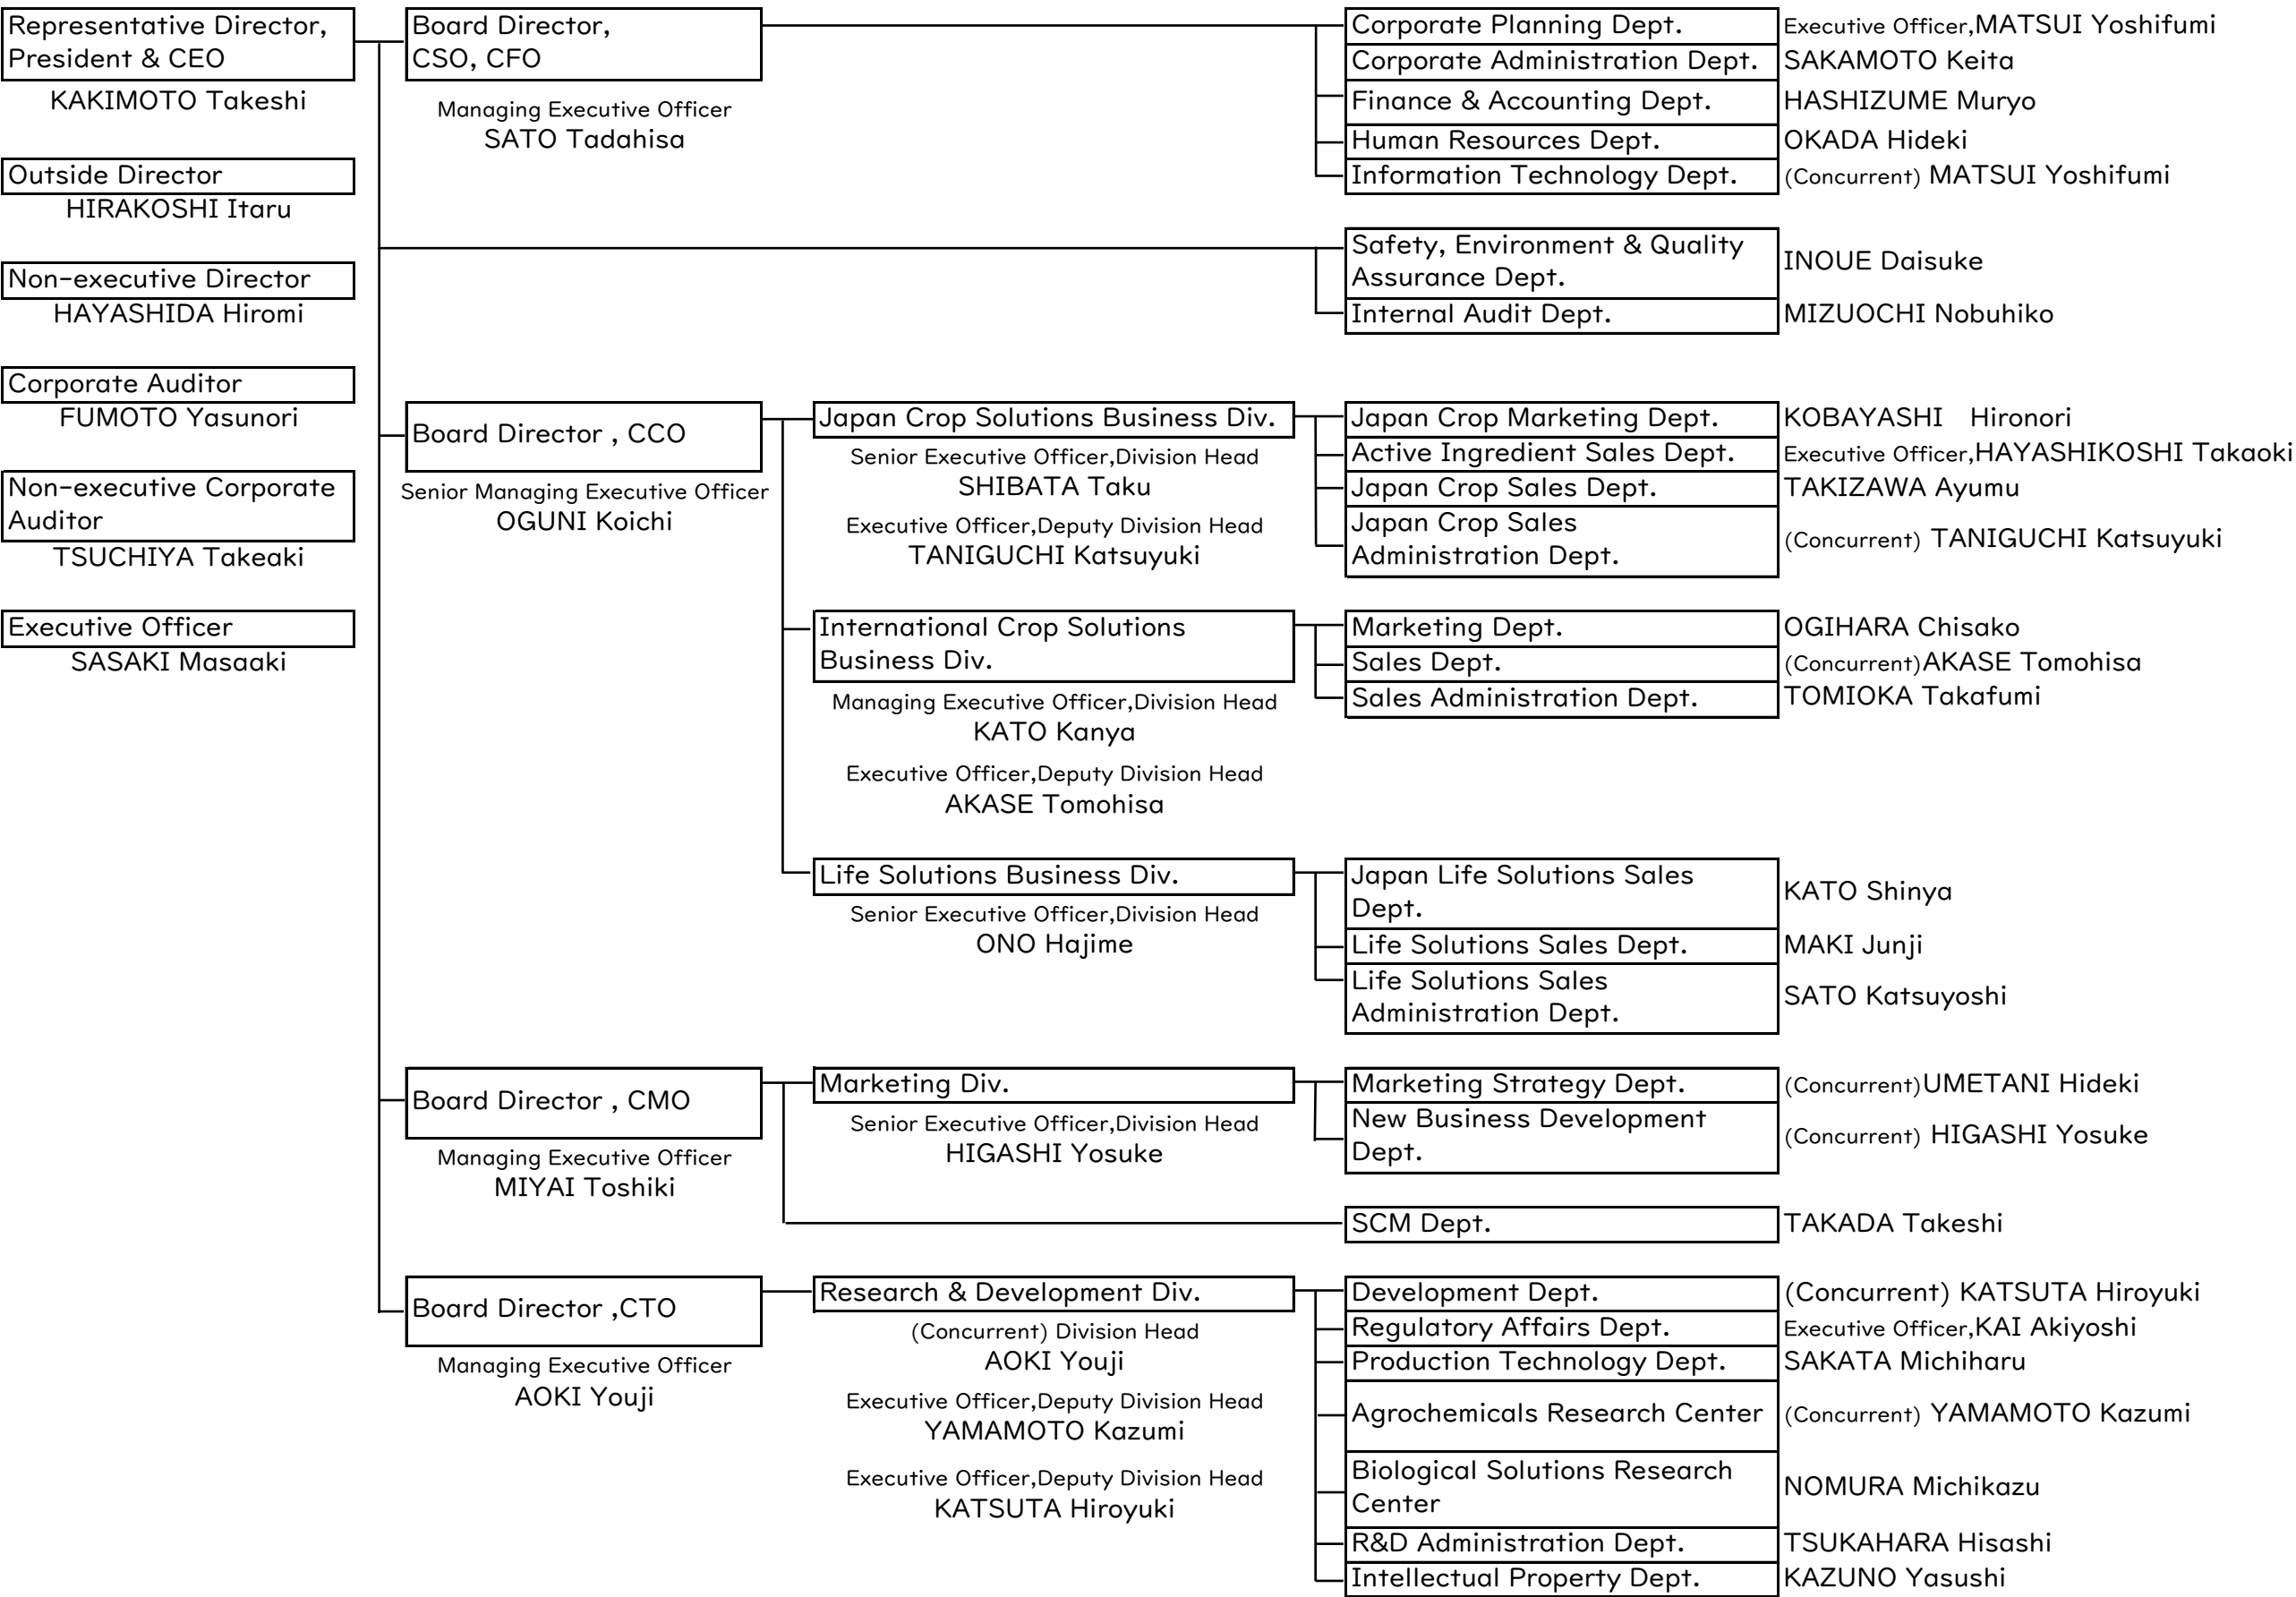 Representative Director,
President & CEO
KAKIMOTO Takeshi
Outside Director
HIRAKOSHI Itaru
Non-executive Director
HAYASHIDA Hiromi
Corporate Auditor
FUMOTO Yasunori
Non-executive Corporate
Auditor
TSUCHIYA Takeaki
Executive Officer
SASAKI Masaaki
Board Director,
CSO, CFO
Managing Executive Officer
SATO Tadahisa
Corporate Planning Dept.
Executive Officer,MATSUI Yoshifumi
Corporate Administration Dept.
SAKAMOTO Keita
Finance & Accounting Dept.
HASHIZUME Muryo
Human Resources Dept.
OKADA Hideki
Information Technology Dept.
(Concurrent) MATSUI Yoshifumi
Safety, Environment & Quality
Assurance Dept.
INOUE Daisuke
Internal Audit Dept.
MIZUOCHI Nobuhiko
Board Director , CCO
Senior Managing Executive Officer
OGUNI Koichi
Japan Crop Solutions Business Div.
Senior Executive Officer,Division Head
SHIBATA Taku
Executive Officer,Deputy Division Head
TANIGUCHI Katsuyuki
Japan Crop Marketing Dept.
KOBAYASHI　Hironori
Active Ingredient Sales Dept.
Executive Officer,HAYASHIKOSHI Takaoki
Japan Crop Sales Dept.
TAKIZAWA Ayumu
Japan Crop Sales
Administration Dept.
(Concurrent) TANIGUCHI Katsuyuki
International Crop Solutions
Business Div.
Managing Executive Officer,Division Head
KATO Kanya
Executive Officer,Deputy Division Head
AKASE Tomohisa
Marketing Dept.
OGIHARA Chisako
Sales Dept.
(Concurrent)AKASE Tomohisa
Sales Administration Dept.
TOMIOKA Takafumi
Life Solutions Business Div.
Senior Executive Officer,Division Head
ONO Hajime
Japan Life Solutions Sales
Dept.
KATO Shinya
Life Solutions Sales Dept.
MAKI Junji
Life Solutions Sales
Administration Dept.
SATO Katsuyoshi
Board Director , CMO
Managing Executive Officer
MIYAI Toshiki
Marketing Div.
Senior Executive Officer,Division Head
HIGASHI Yosuke
Marketing Strategy Dept.
(Concurrent)UMETANI Hideki
New Business Development
Dept.
(Concurrent) HIGASHI Yosuke
SCM Dept.
TAKADA Takeshi
Board Director ,CTO
Managing Executive Officer
AOKI Youji
Research & Development Div.
(Concurrent) Division Head
AOKI Youji
Executive Officer,Deputy Division Head
YAMAMOTO Kazumi
Executive Officer,Deputy Division Head
KATSUTA Hiroyuki
Development Dept.
(Concurrent) KATSUTA Hiroyuki
Regulatory Affairs Dept.
Executive Officer,KAI Akiyoshi
Production Technology Dept.
SAKATA Michiharu
Agrochemicals Research Center
(Concurrent) YAMAMOTO Kazumi
Biological Solutions Research
Center
NOMURA Michikazu
R&D Administration Dept.
TSUKAHARA Hisashi
Intellectual Property Dept.
KAZUNO Yasushi